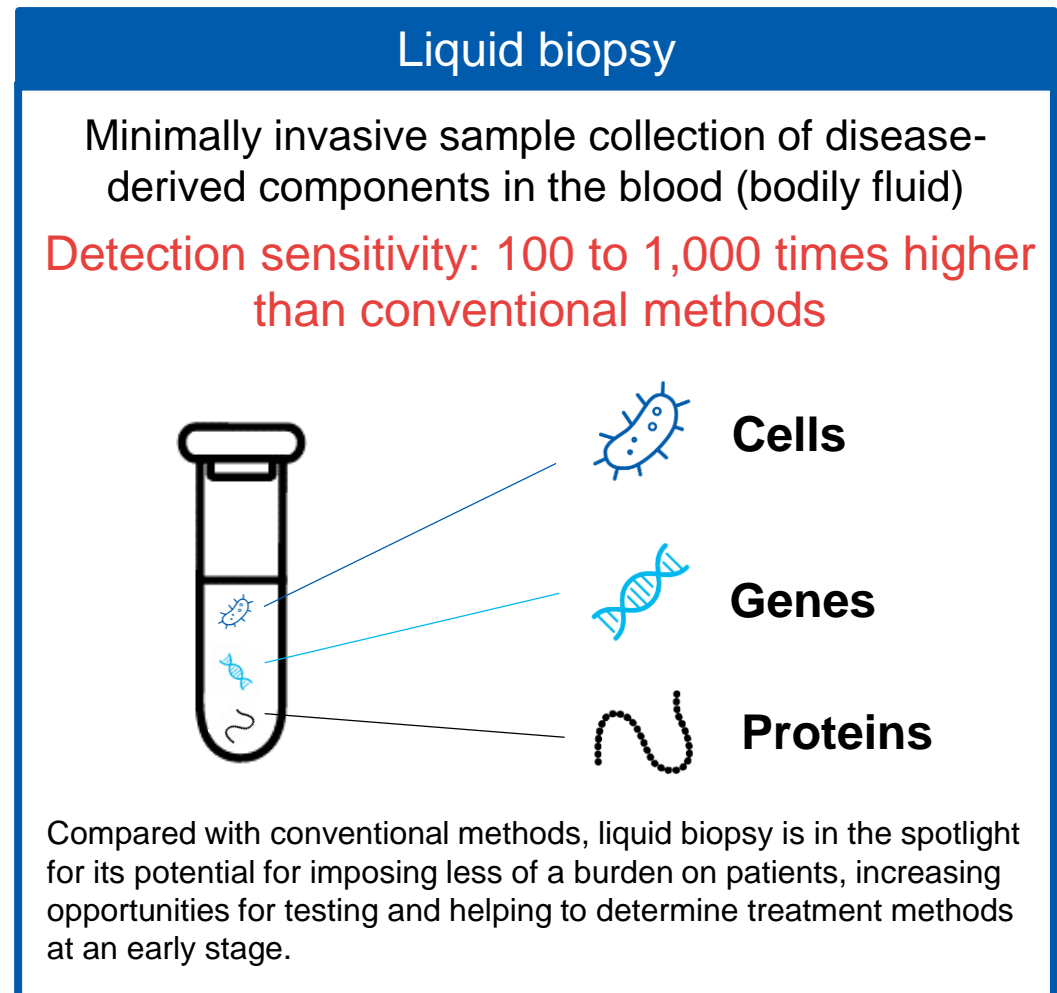 Liquid biopsy
Minimally invasive sample collection of disease-
derived components in the blood (bodily fluid)
Detection sensitivity: 100 to 1,000 times higher
than conventional methods
Cells
Genes
Proteins
Compared with conventional methods, liquid biopsy is in the spotlight
for its potential for imposing less of a burden on patients, increasing
opportunities for testing and helping to determine treatment methods
at an early stage.